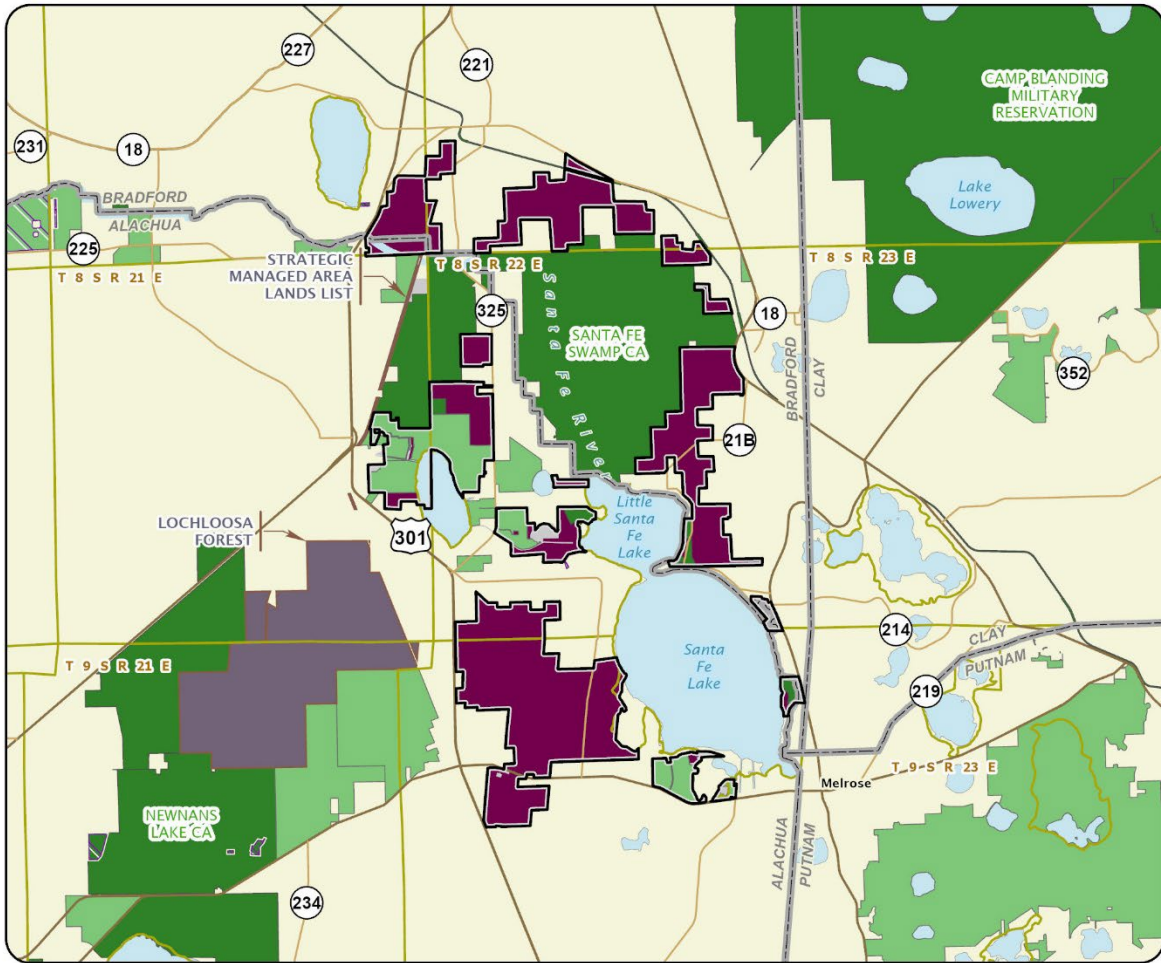 227
221
CAMP BLANDING
MILITARY
RESERVATION
231
18
Lake
Lowery
BRADFORD
ALACHUA
225
STRATEGIC
MANAGED AREA
LANDS LIST
T 8 S R 21 E
T 8 S R 22 E
T 8 S R 23 E
325
Santa Fe River
18
SANTA FE
SWAMP CA
BRADFORD
CLAY
352
21B
Little
Santa
Fe
Lake
LOCHLOOSA
FOREST
301
214
CLAY
PUTNAM
Santa
Fe
Lake
T 9 S R 21 E
219
T 9 S R 23 E
Melrose
NEWNANS
LAKE CA
ALACHUA
PUTNAM
234